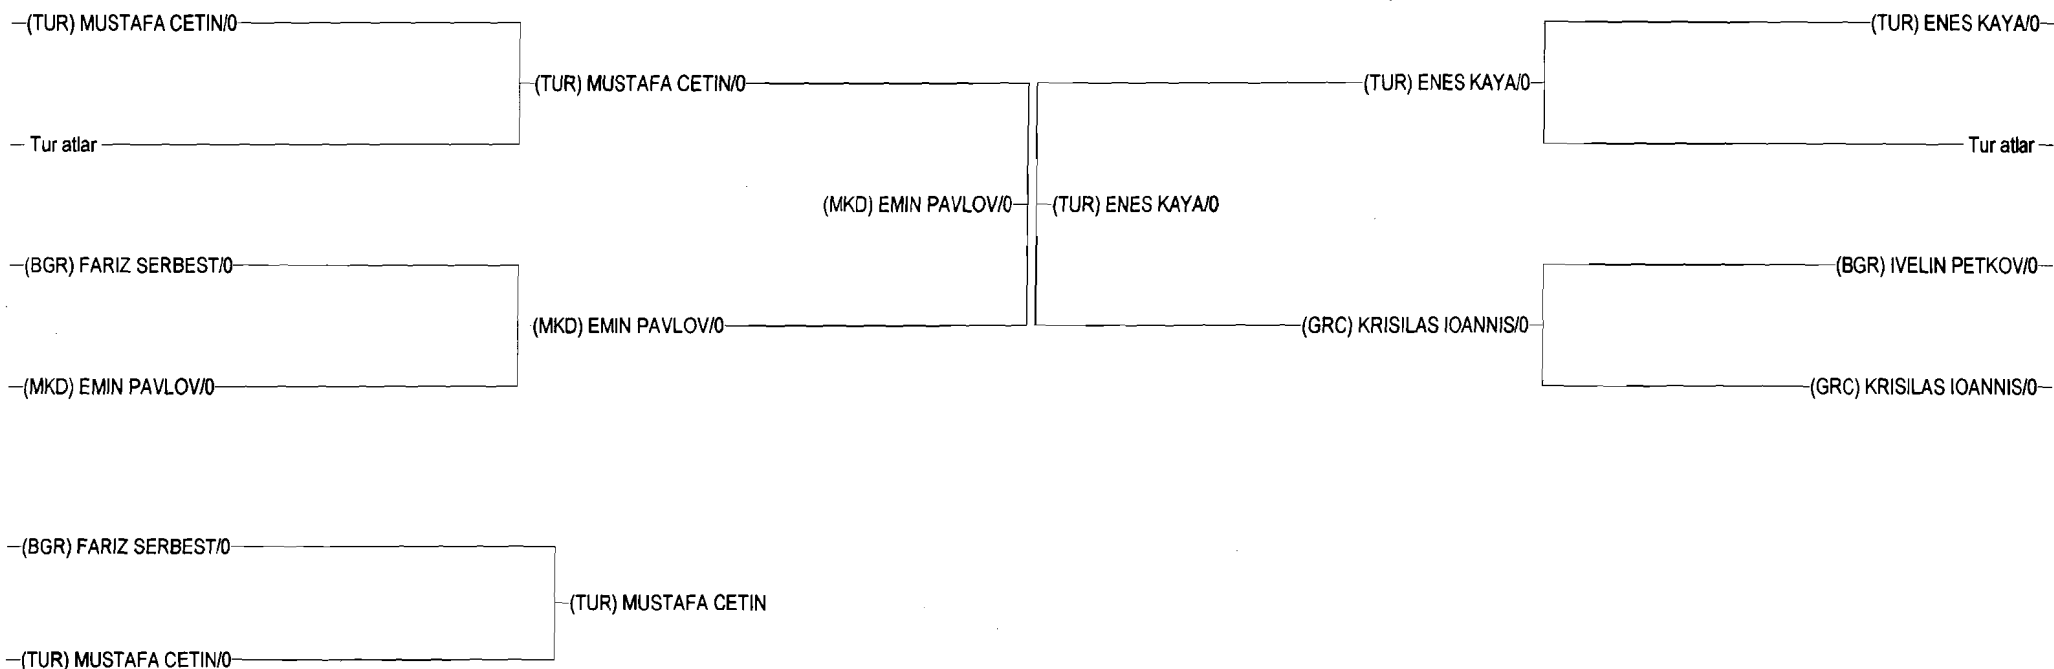 (TUR) MUSTAFA CETIN/0
(TUR) ENES KAYA/0
(TUR) MUSTAFA CETIN/0
(TUR) ENES KAYA/0
Tur atlar
Tur atlar
(MKD) EMIN PAVLOV/0
(TUR) ENES KAYA/0
(BGR) FARIZ SERBEST/0
(BGR) IVELIN PETKOV/0
(MKD) EMIN PAVLOV/0
(GRC) KRISILAS IOANNIS/0
(MKD) EMIN PAVLOV/0
(GRC) KRISILAS IOANNIS/0
(BGR) FARIZ SERBEST/0
(TUR) MUSTAFA CETIN
(TUR) MUSTAFA CETIN/0